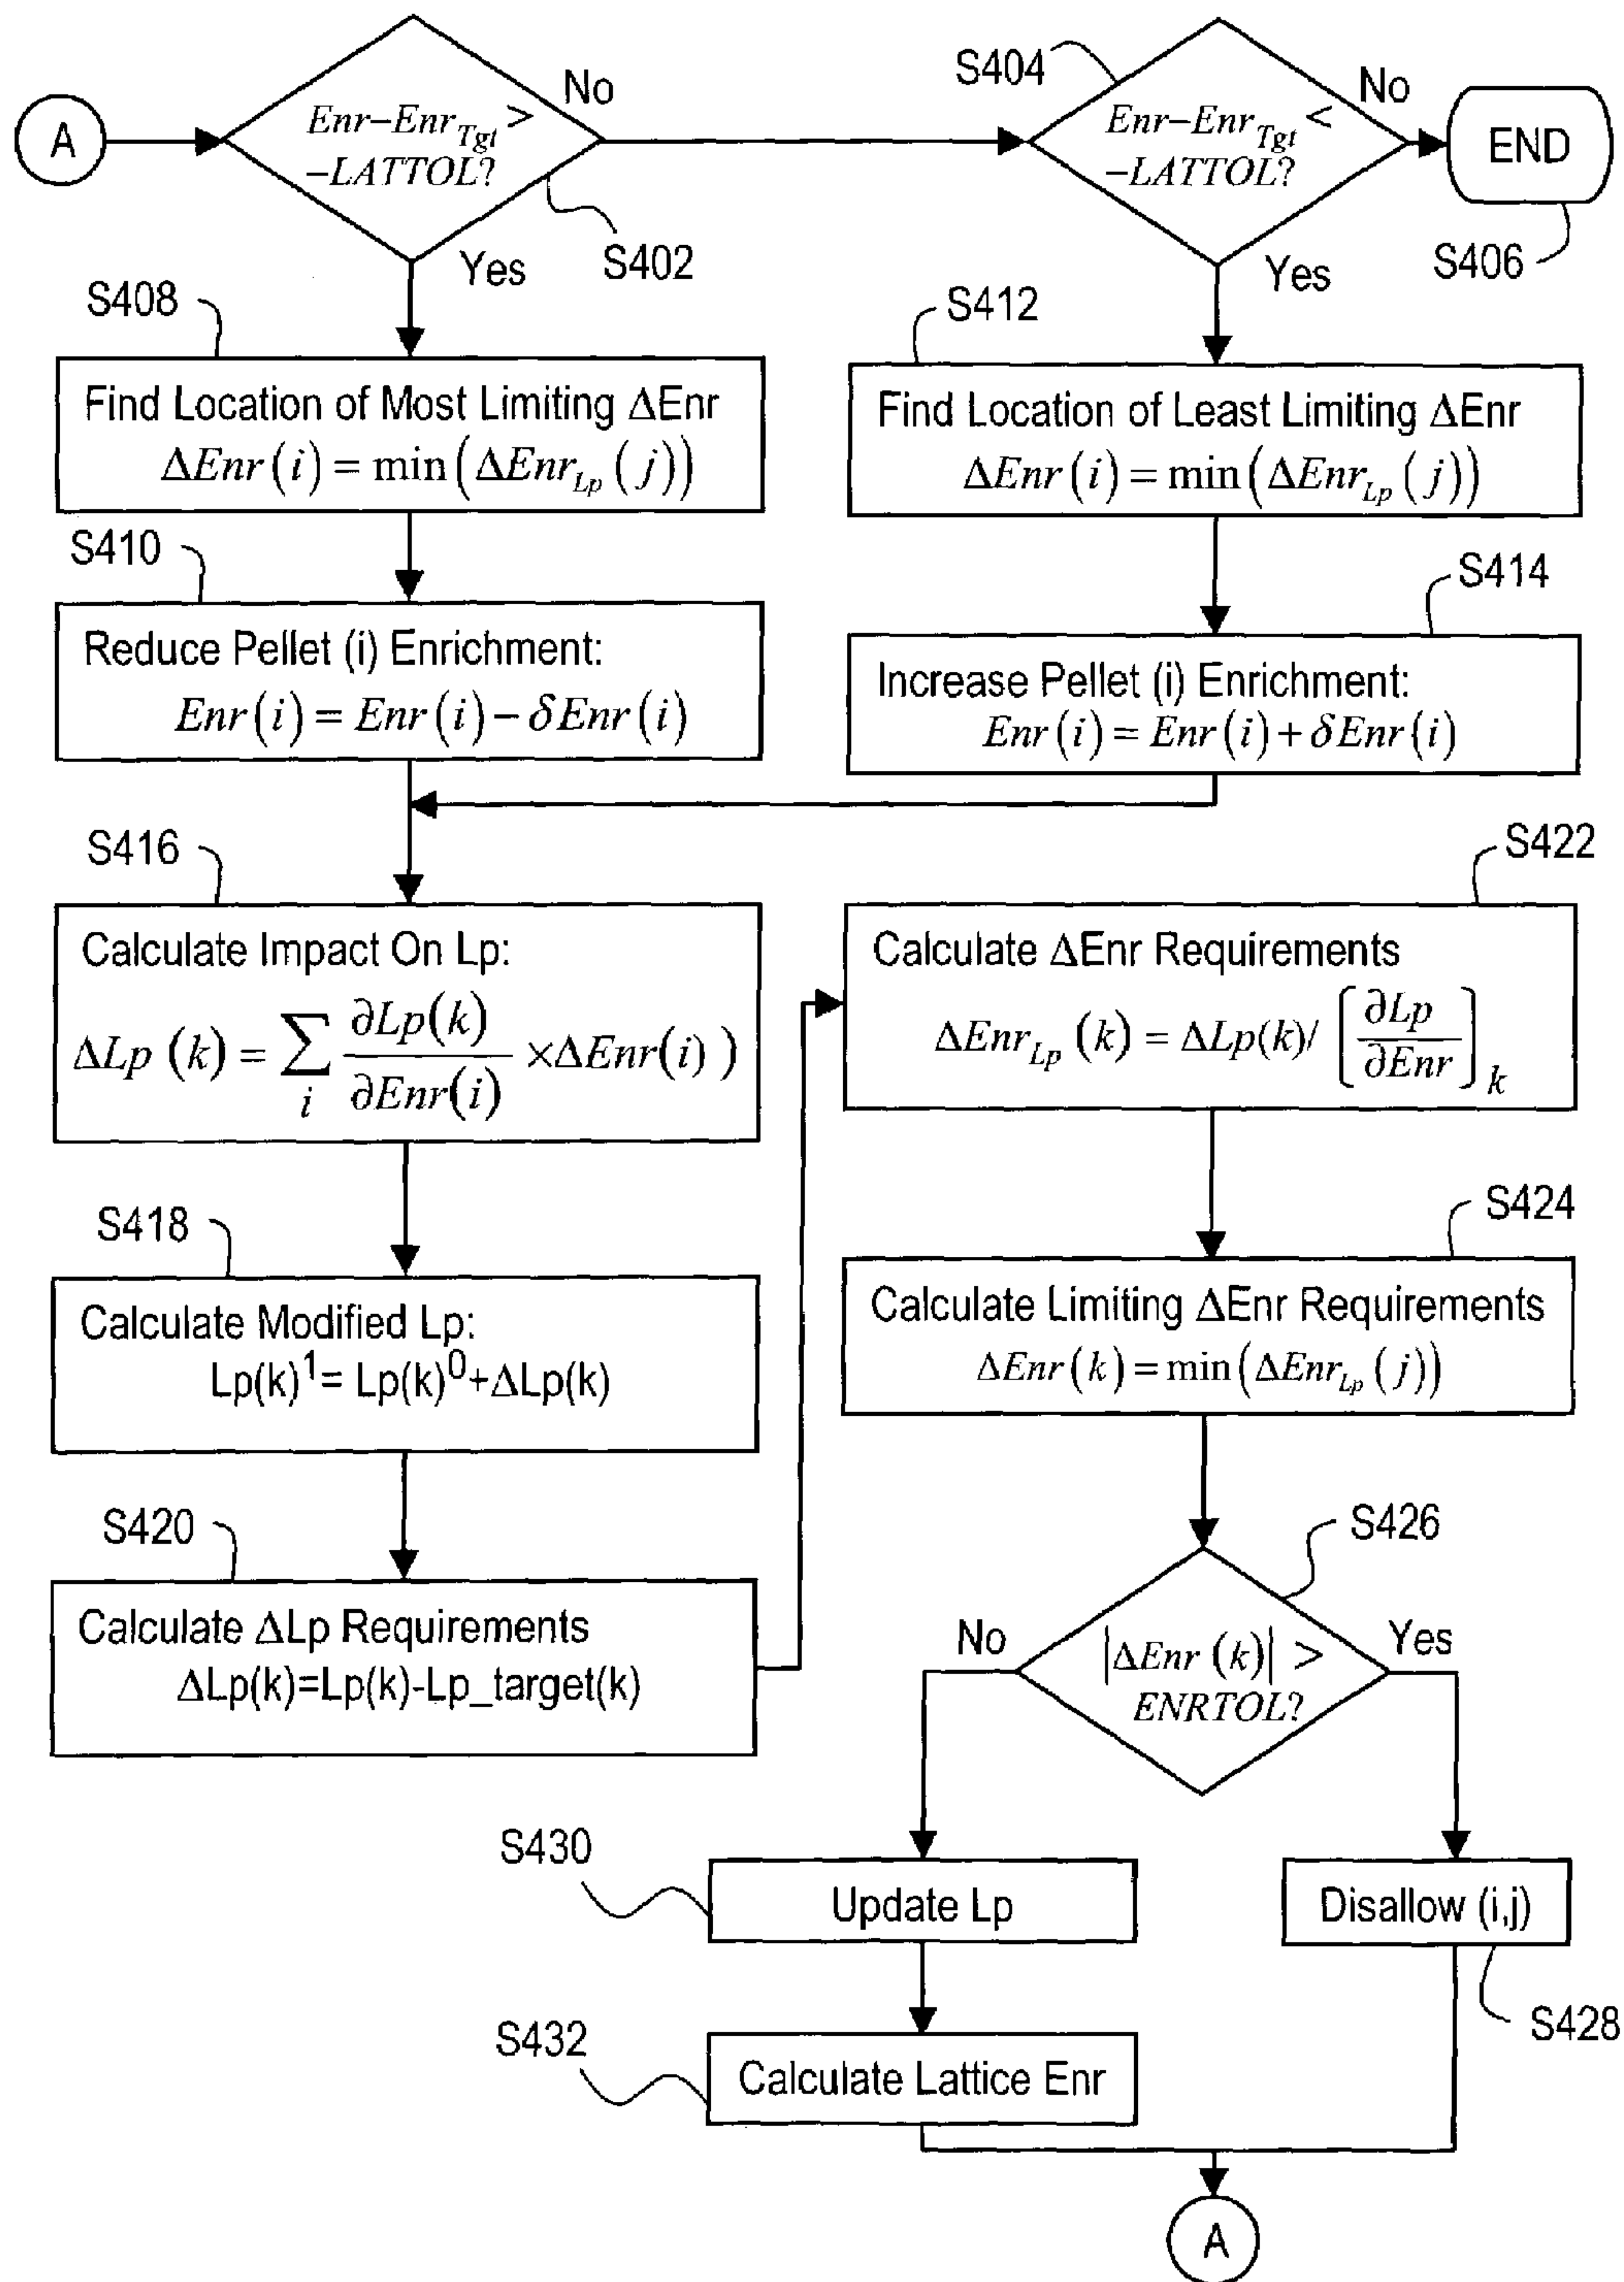 A
Enr–Enr_Tgt >
–LATTOL?
No
Yes
S402
S404
Enr–Enr_Tgt <
–LATTOL?
No
Yes
END
S406
S408
Find Location of Most Limiting ΔEnr
ΔEnr(i) = min(ΔEnr_Lp(j))
S412
Find Location of Least Limiting ΔEnr
ΔEnr(i) = min(ΔEnr_Lp(j))
S410
Reduce Pellet (i) Enrichment:
Enr(i) = Enr(i) – δEnr(i)
S414
Increase Pellet (i) Enrichment:
Enr(i) = Enr(i) + δEnr(i)
S416
Calculate Impact On Lp:
ΔLp (k) = ∑_i ∂Lp(k)/∂Enr(i) ×ΔEnr(i) )
S418
Calculate Modified Lp:
Lp(k)^1= Lp(k)^0+ΔLp(k)
S420
Calculate ΔLp Requirements
ΔLp(k)=Lp(k)-Lp_target(k)
S422
Calculate ΔEnr Requirements
ΔEnr_Lp (k) = ΔLp(k)/ [∂Lp/∂Enr]_k
S424
Calculate Limiting ΔEnr Requirements
ΔEnr(k) = min(ΔEnr_Lp(j))
S426
No
|ΔEnr (k)| >
ENRTOL?
Yes
S430
Update Lp
Disallow (i,j)
S428
S432
Calculate Lattice Enr
A